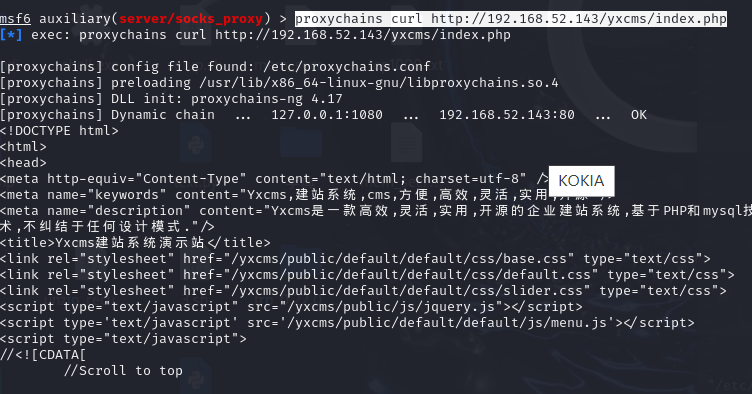 msf6 auxiliary(server/socks_proxy) > proxychains curl http://192.168.52.143/yxcms/index.php
[*] exec: proxychains curl http://192.168.52.143/yxcms/index.php
[proxychains] config file found: /etc/proxychains.conf
[proxychains] preloading /usr/lib/x86_64-linux-gnu/libproxychains.so.4
[proxychains] DLL init: proxychains-ng 4.17
[proxychains] Dynamic chain  ...  127.0.0.1:1080  ...  192.168.52.143:80  ...  OK
<!DOCTYPE html>
<html>
<head>
<meta http-equiv="Content-Type" content="text/html; charset=utf-8" />
KOKIA
<meta name="keywords" content="Yxcms,建站系统,cms,方便,高效,灵活,实用,
<meta name="description" content="Yxcms是一款高效,灵活,实用,开源的企业建站系统,基于PHP和mysql技
术,不纠结于任何设计模式."/>
<title>Yxcms建站系统演示站</title>
<link rel="stylesheet" href="/yxcms/public/default/default/css/base.css" type="text/css">
<link rel="stylesheet" href="/yxcms/public/default/default/css/default.css" type="text/css">
<link rel="stylesheet" href="/yxcms/public/default/default/css/slider.css" type="text/css">
<script type="text/javascript" src="/yxcms/public/js/jquery.js"></script>
<script type='text/javascript' src='/yxcms/public/default/default/js/menu.js'></script>
<script type="text/javascript">
//<![CDATA[
//Scroll to top